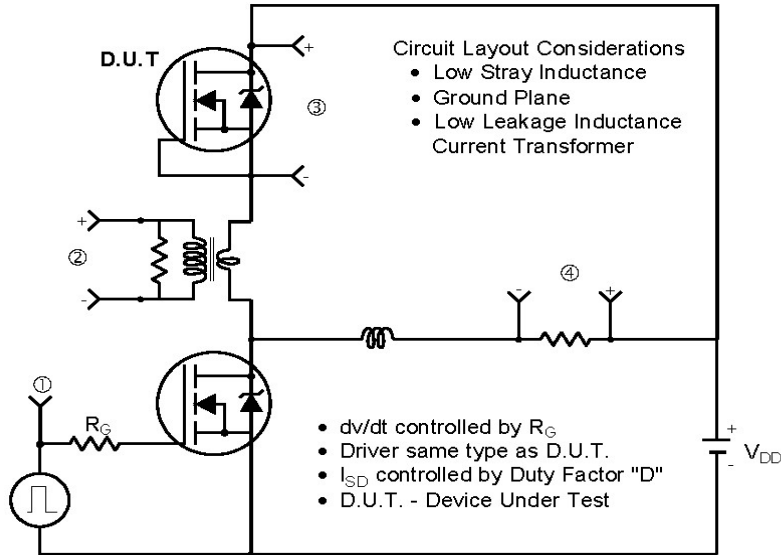 D.U.T
+
-
③
Circuit Layout Considerations
• Low Stray Inductance
• Ground Plane
• Low Leakage Inductance
Current Transformer
+
②
-
-
④
+
①
R_G
• dv/dt controlled by R_G
• Driver same type as D.U.T.
• I_SD controlled by Duty Factor "D"
• D.U.T. - Device Under Test
+
-
V_DD